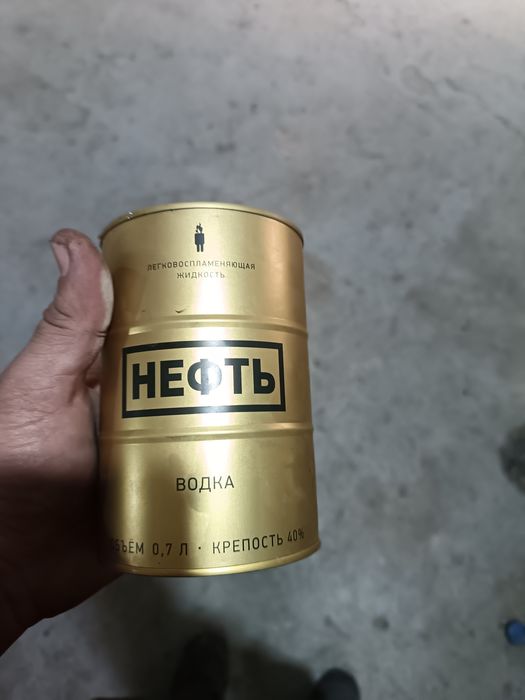 ЛЕГКОВОСПЛАМЕНЯЮЩАЯ
ЖИДКОСТЬ
НЕФТЬ
ВОДКА
ОБЪЁМ 0,7 Л · КРЕПОСТЬ 40%